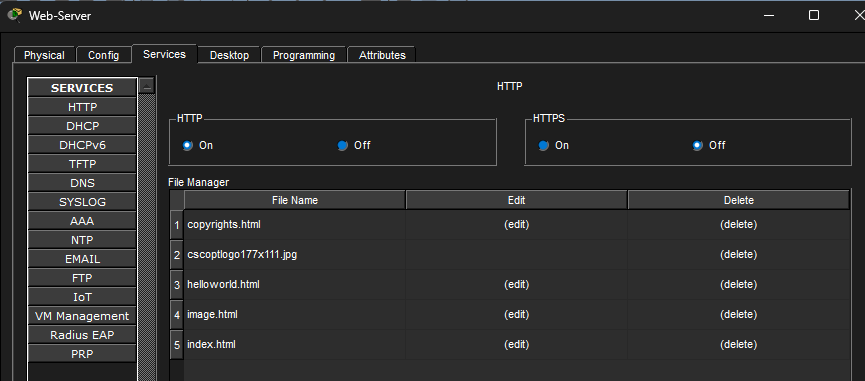 Web-Server
Physical Config Services Desktop Programming Attributes
SERVICES
HTTP
DHCP
DHCPv6
TFTP
DNS
SYSLOG
AAA
NTP
EMAIL
FTP
IoT
VM Management
Radius EAP
PRP
HTTP
HTTP
On Off
HTTPS
On Off
File Manager
File Name Edit Delete
1 copyrights.html (edit) (delete)
2 cscoptlogo177x111.jpg (delete)
3 helloworld.html (edit) (delete)
4 image.html (edit) (delete)
5 index.html (edit) (delete)